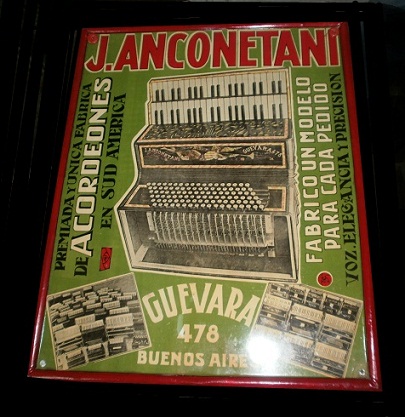 J. ANCONETANI
PREMIADA Y UNICA FABRICA
DE ACORDEONES
EN SUD AMERICA
FABRICO UN MODELO
PARA CADA PEDIDO
VOZ, ELEGANCIA Y PRECISION
GUEVARA
478
BUENOS AIRES